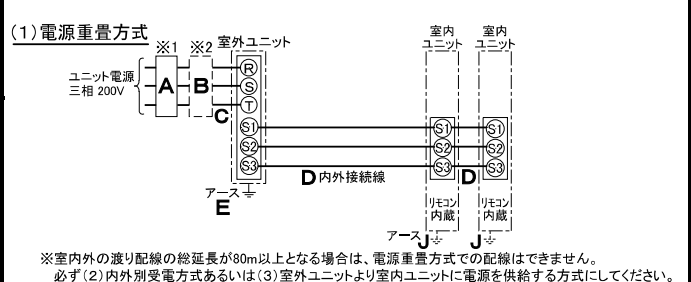 (1)電源重畳方式
※1 ※2 室外ユニット
室内ユニット
室内ユニット
ユニット電源
三相 200V
A
B
C
R
S
T
S1
S2
S3
S1
S2
S3
S1
S2
S3
D 内外接続線
D
アース
E
リモコン内蔵
リモコン内蔵
アース
J
J
※室内外の渡り配線の総延長が80m以上となる場合は、電源重畳方式での配線はできません。
必ず(2)内外別受電方式あるいは(3)室外ユニットより室内ユニットに電源を供給する方式にしてください。